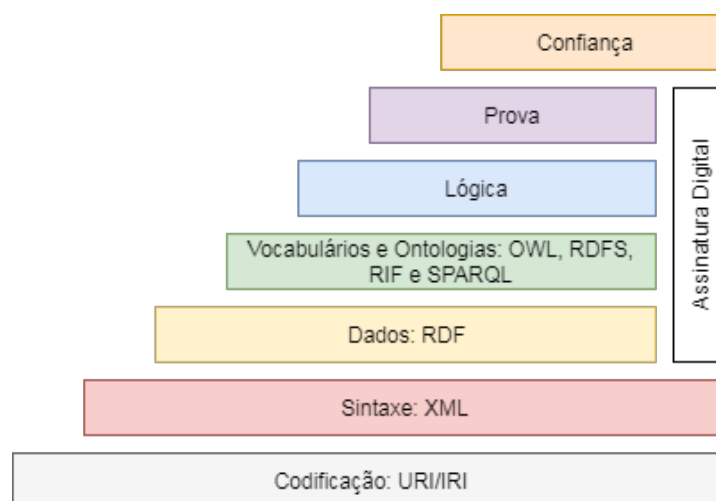 Confiança
Prova
Assinatura Digital
Lógica
Vocabulários e Ontologias: OWL, RDFS,
RIF e SPARQL
Dados: RDF
Sintaxe: XML
Codificação: URI/IRI